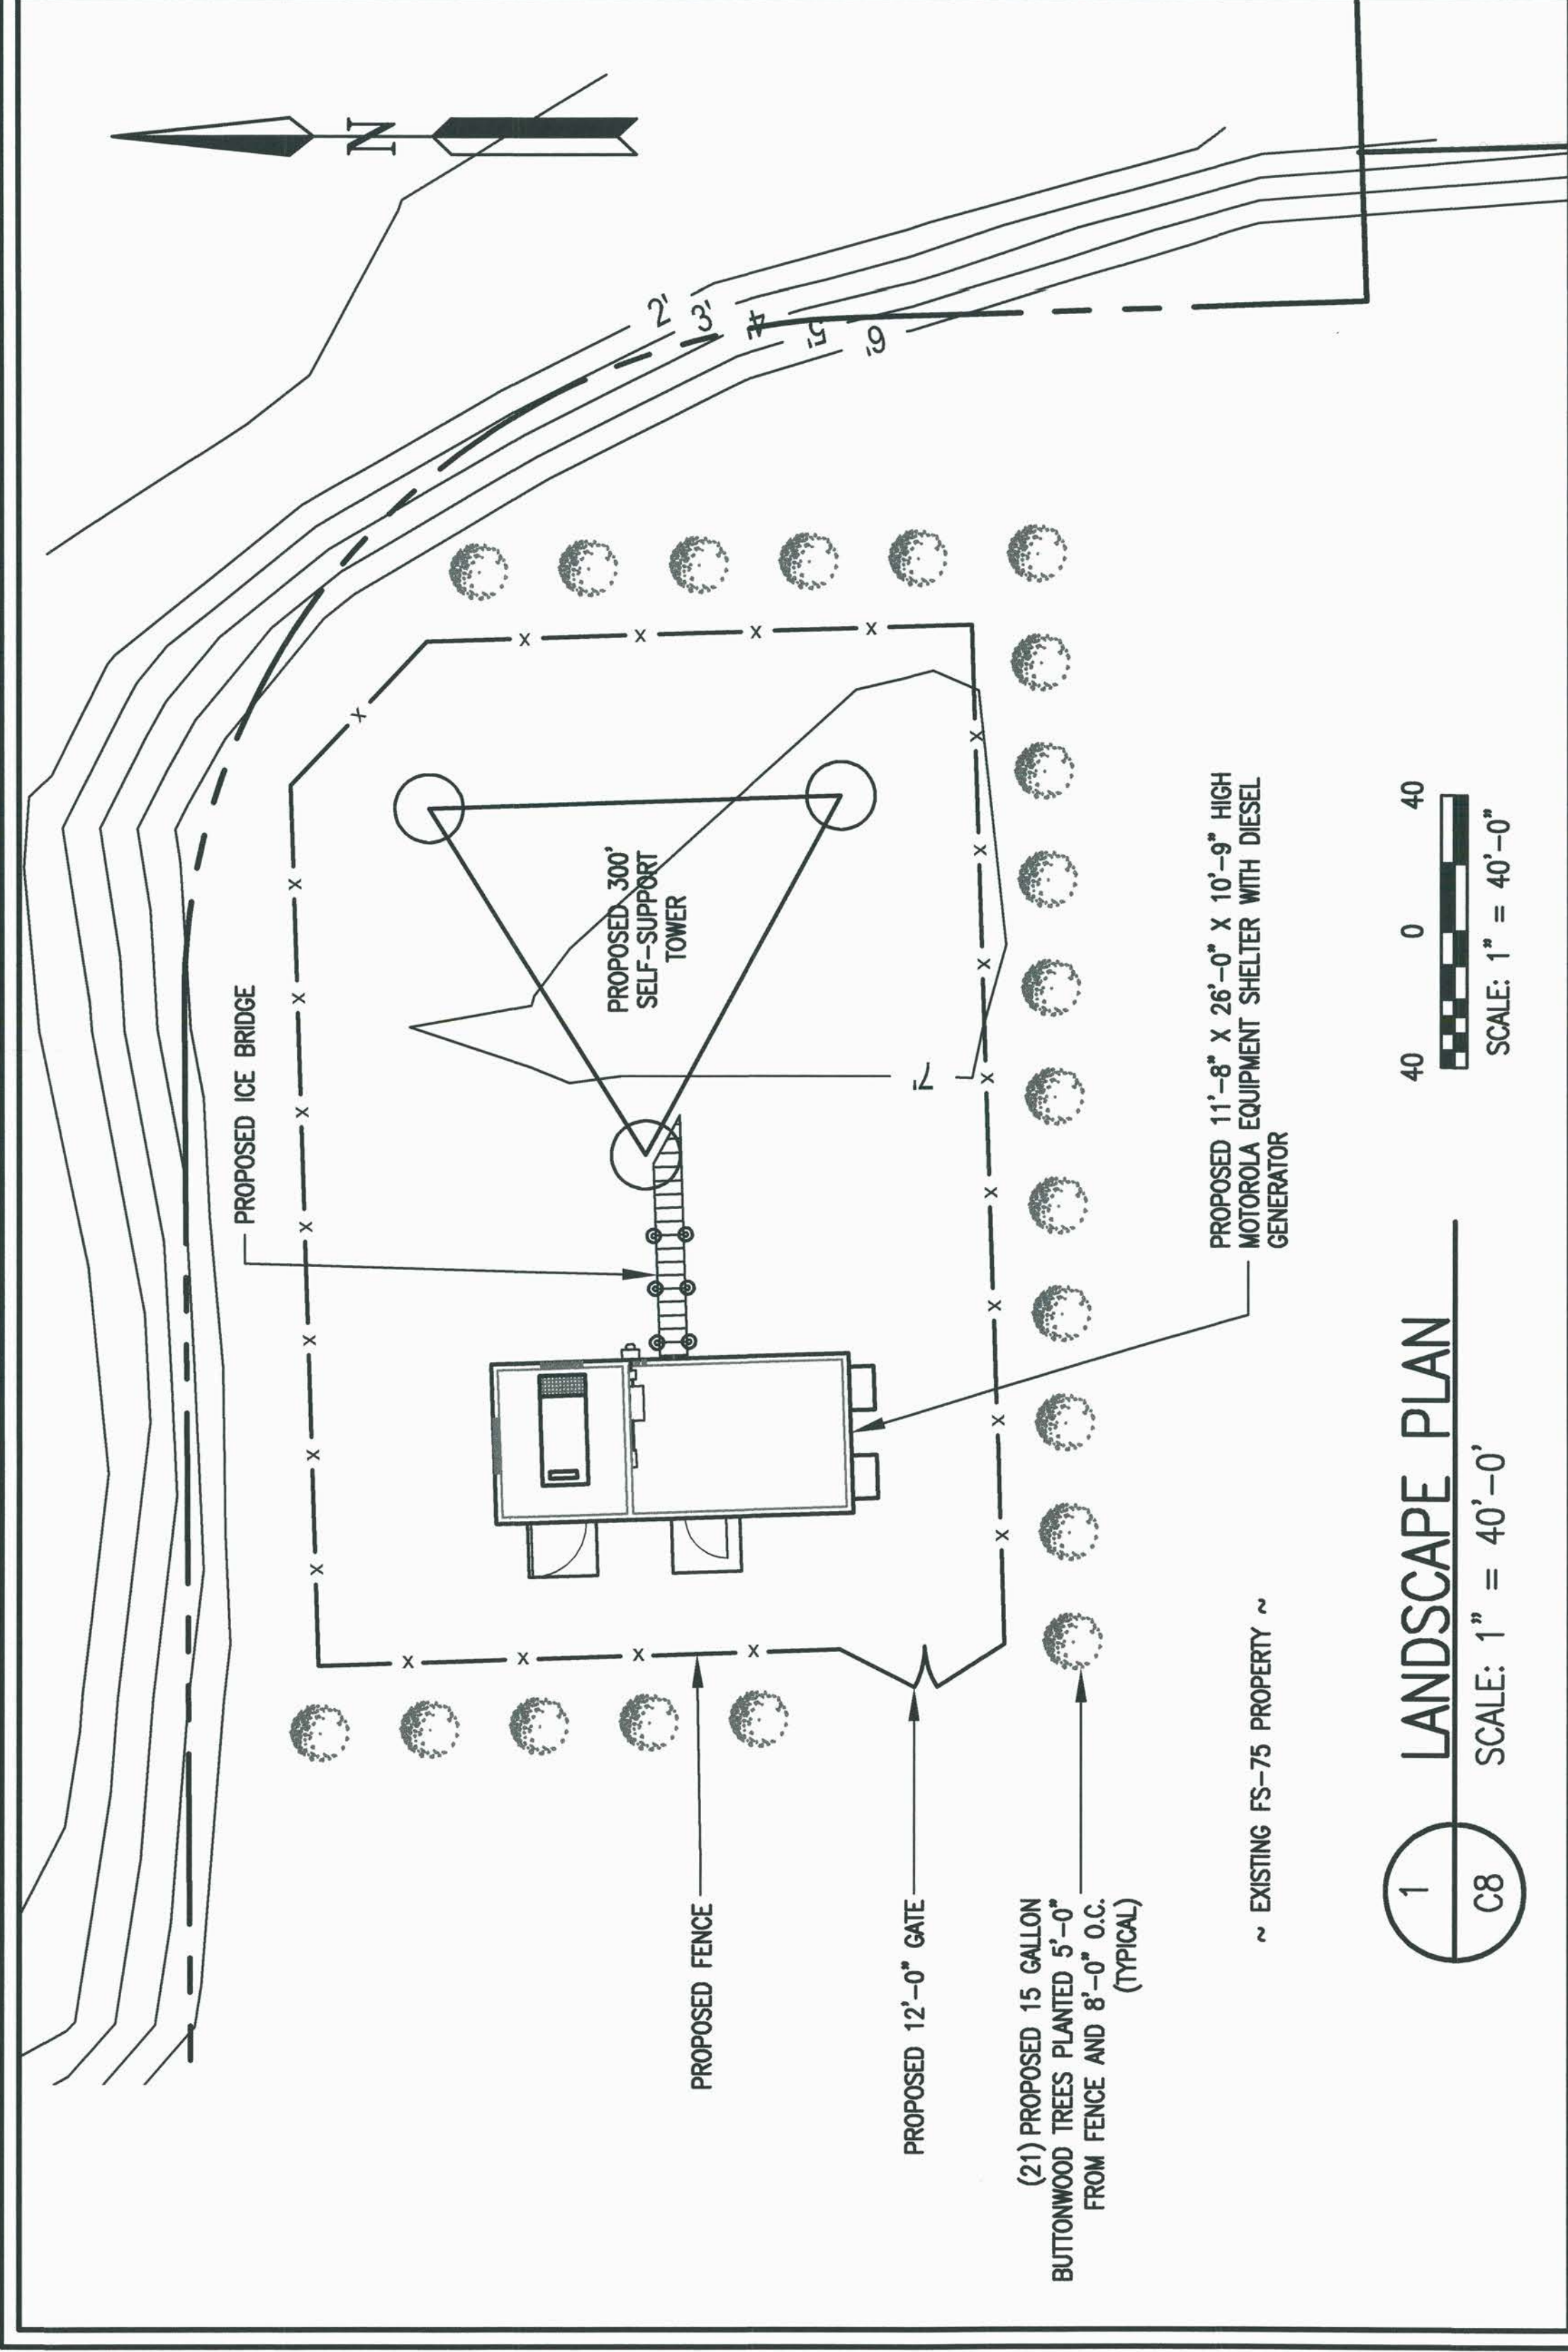 N
2'
3'
4'
5'
6'
7'
PROPOSED ICE BRIDGE
PROPOSED 300'
SELF-SUPPORT
TOWER
PROPOSED 11'-8" X 26'-0" X 10'-9" HIGH
MOTOROLA EQUIPMENT SHELTER WITH DIESEL
GENERATOR
PROPOSED FENCE
PROPOSED 12'-0" GATE
(21) PROPOSED 15 GALLON
BUTTONWOOD TREES PLANTED 5'-0"
FROM FENCE AND 8'-0" O.C.
(TYPICAL)
~ EXISTING FS-75 PROPERTY ~
1
C8
LANDSCAPE PLAN
SCALE: 1" = 40'-0'
40 0 40
SCALE: 1" = 40'-0"